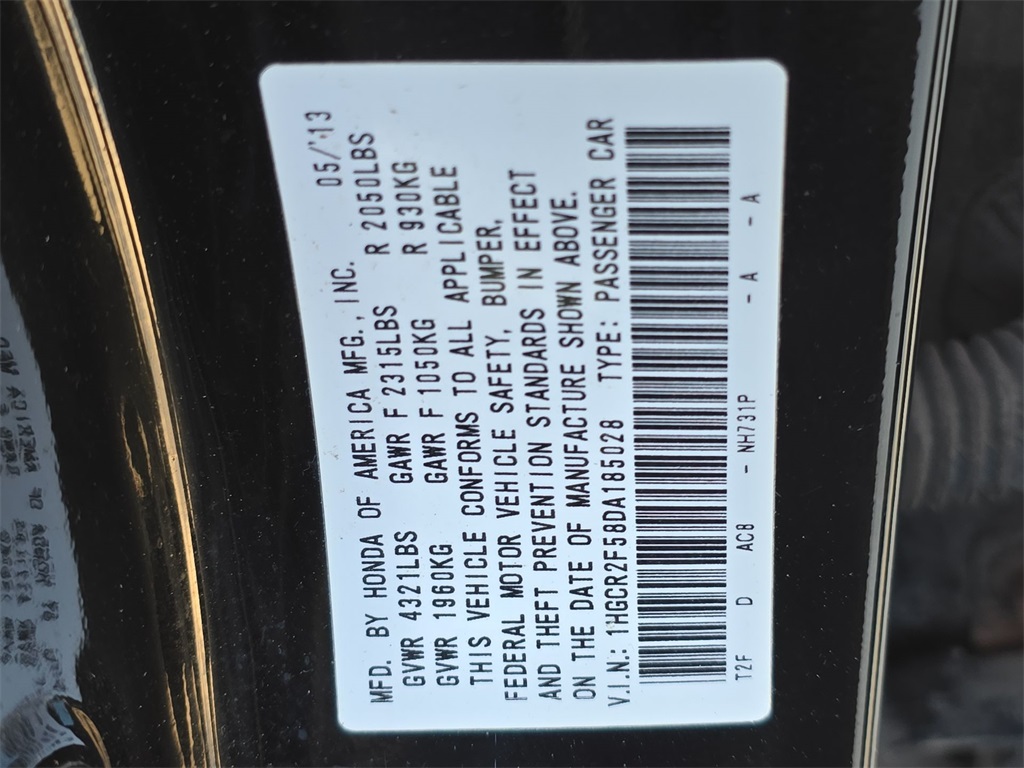 MFD. BY HONDA OF AMERICA MFG., INC. 05/'13
GVWR 4321LBS GAWR F 2315LBS R 2050LBS
GVWR 1960KG GAWR F 1050KG R 930KG
THIS VEHICLE CONFORMS TO ALL APPLICABLE
FEDERAL MOTOR VEHICLE SAFETY, BUMPER,
AND THEFT PREVENTION STANDARDS IN EFFECT
ON THE DATE OF MANUFACTURE SHOWN ABOVE.
V.I.N.: 1HGCR2F58DA185028 TYPE: PASSENGER CAR
T2F D AC8 - NH731P - A - A